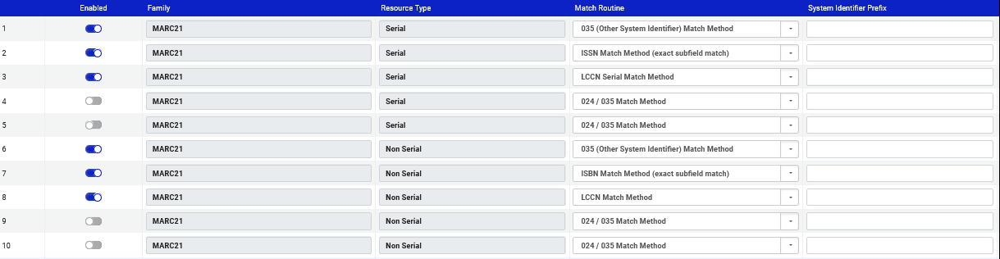 Enabled Family Resource Type Match Routine System Identifier Prefix
1 MARC21 Serial 035 (Other System Identifier) Match Method
2 MARC21 Serial ISSN Match Method (exact subfield match)
3 MARC21 Serial LCCN Serial Match Method
4 MARC21 Serial 024 / 035 Match Method
5 MARC21 Serial 024 / 035 Match Method
6 MARC21 Non Serial 035 (Other System Identifier) Match Method
7 MARC21 Non Serial ISBN Match Method (exact subfield match)
8 MARC21 Non Serial LCCN Match Method
9 MARC21 Non Serial 024 / 035 Match Method
10 MARC21 Non Serial 024 / 035 Match Method